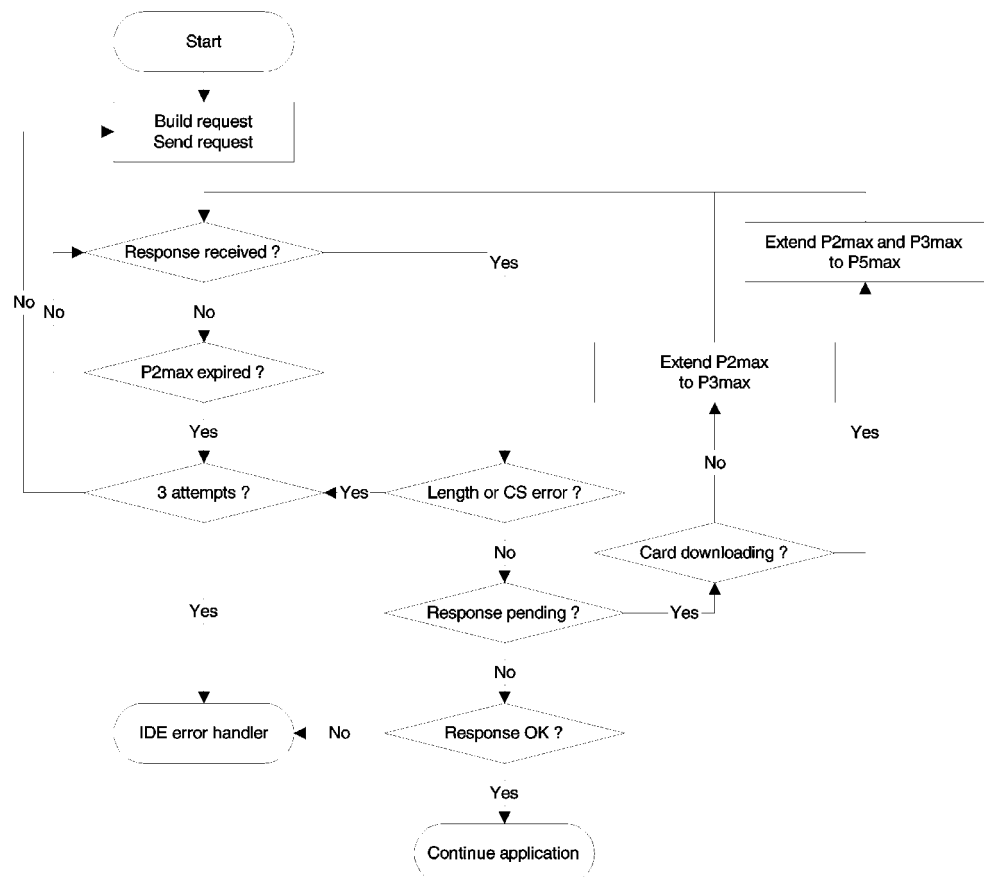 Start
Build request
Send request
Response received ?
Yes
Extend P2max and P3max
to P5max
No
No
No
P2max expired ?
Extend P2max
to P3max
Yes
Yes
No
3 attempts ?
Yes
Length or CS error ?
No
Card downloading ?
Yes
Response pending ?
Yes
No
IDE error handler
No
Response OK ?
Yes
Continue application